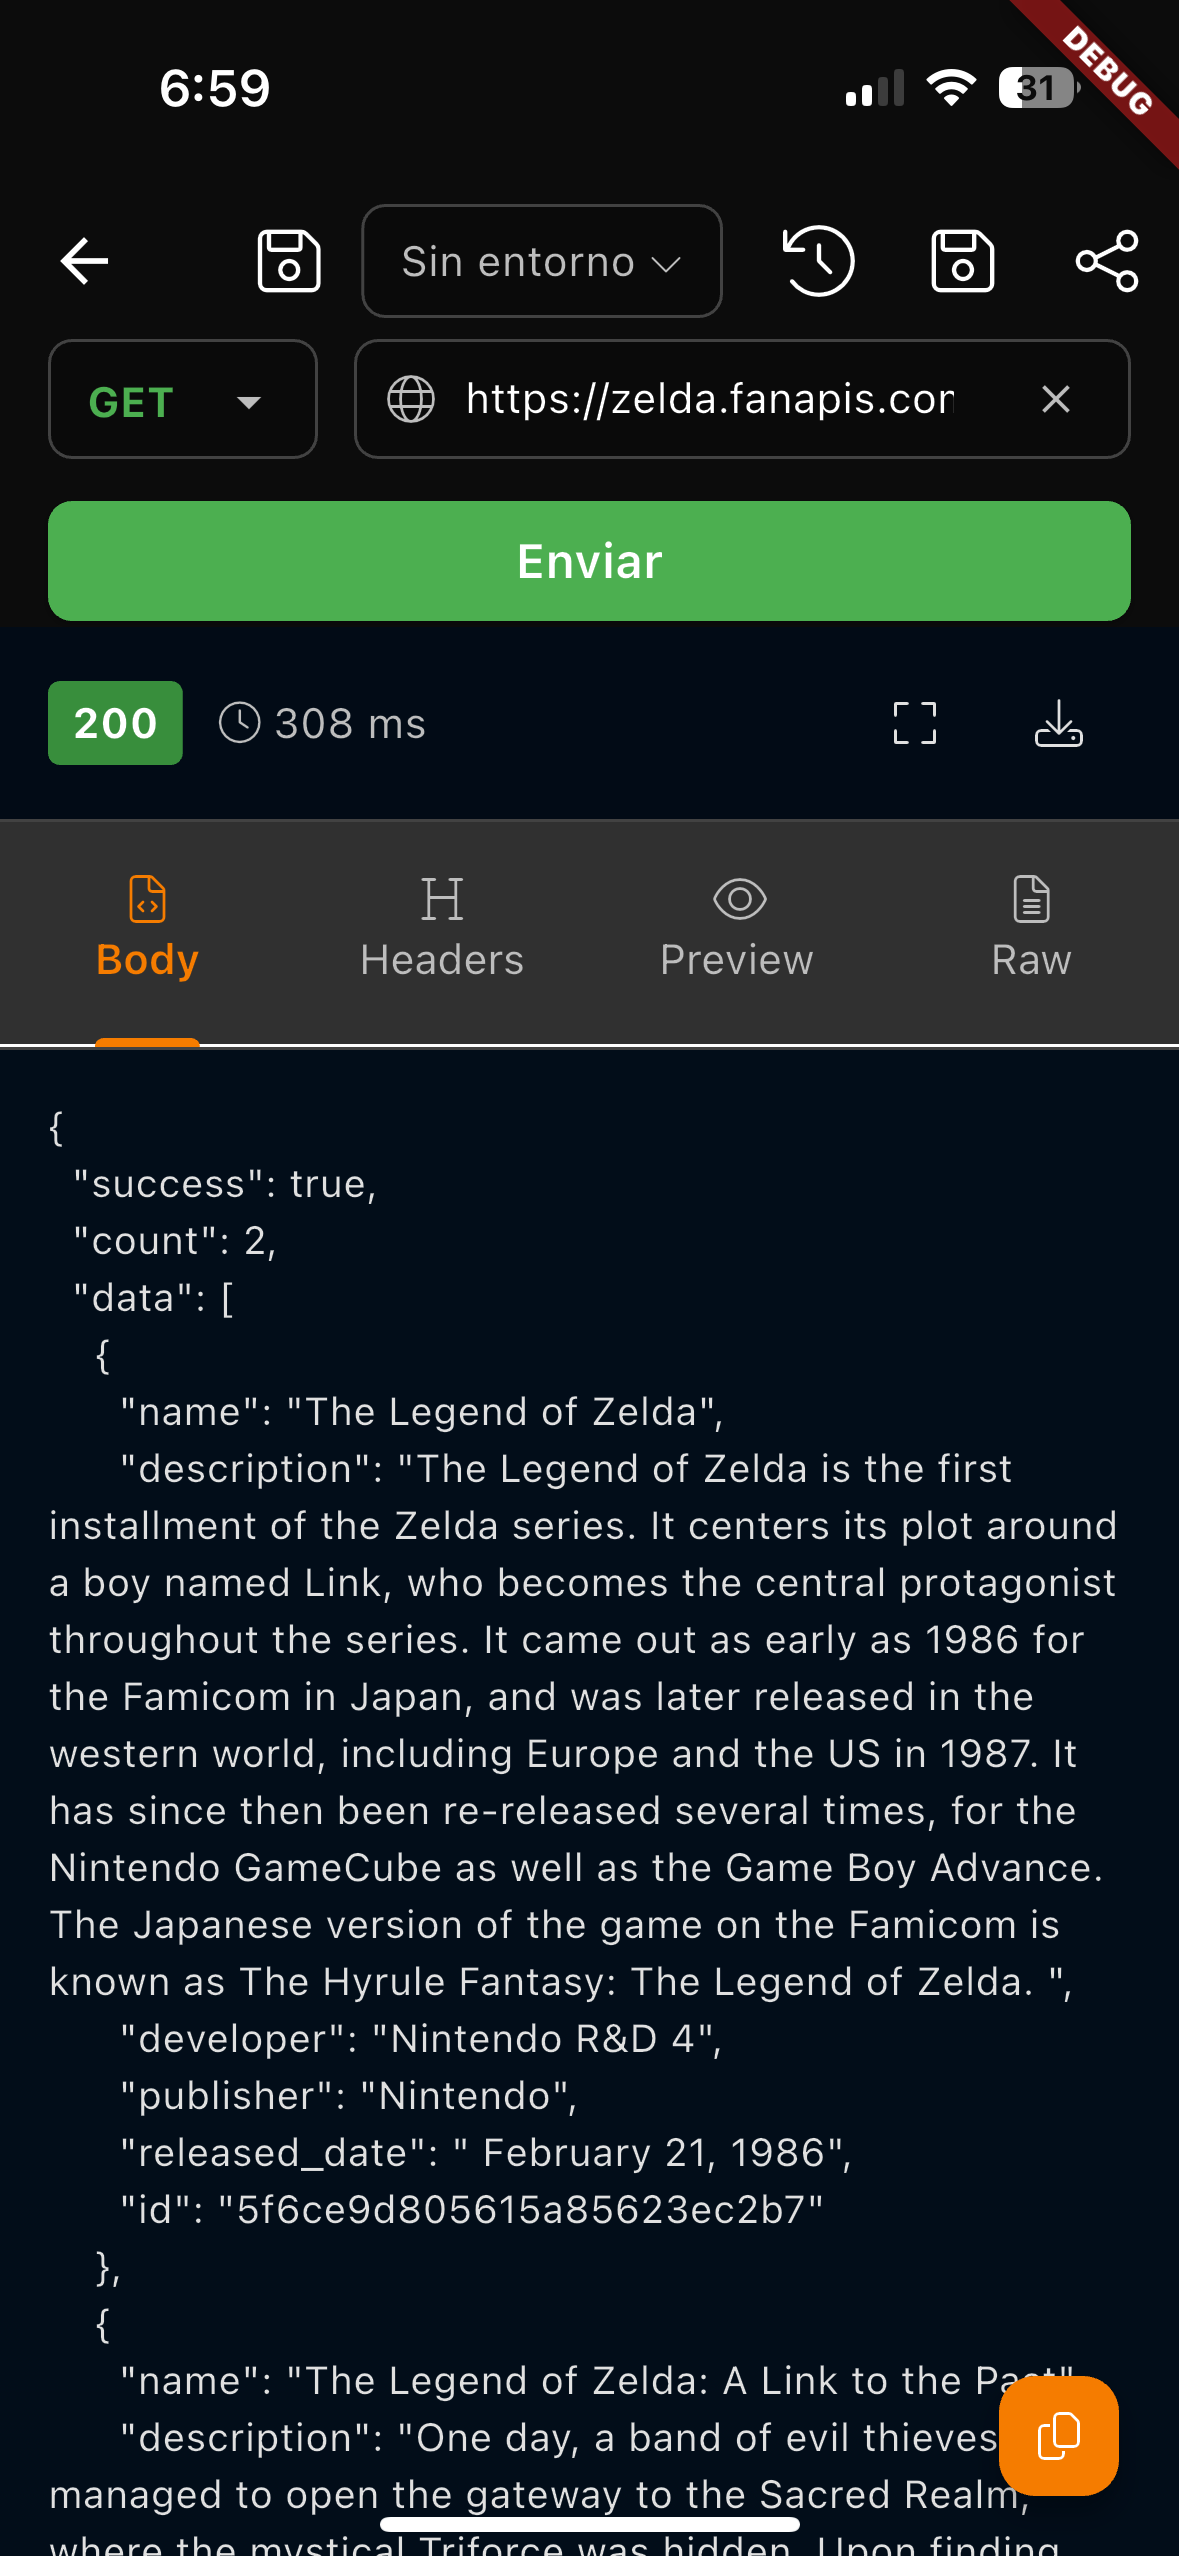 6:59
31
DEBUG
Sin entorno
GET
https://zelda.fanapis.com
Enviar
200
308 ms
Body
Headers
Preview
Raw
{
"success": true,
"count": 2,
"data": [
{
"name": "The Legend of Zelda",
"description": "The Legend of Zelda is the first
installment of the Zelda series. It centers its plot around
a boy named Link, who becomes the central protagonist
throughout the series. It came out as early as 1986 for
the Famicom in Japan, and was later released in the
western world, including Europe and the US in 1987. It
has since then been re-released several times, for the
Nintendo GameCube as well as the Game Boy Advance.
The Japanese version of the game on the Famicom is
known as The Hyrule Fantasy: The Legend of Zelda. ",
"developer": "Nintendo R&D 4",
"publisher": "Nintendo",
"released_date": " February 21, 1986",
"id": "5f6ce9d805615a85623ec2b7"
},
{
"name": "The Legend of Zelda: A Link to the Past"
"description": "One day, a band of evil thieves
managed to open the gateway to the Sacred Realm,
where the mystical Triforce was hidden. Upon finding